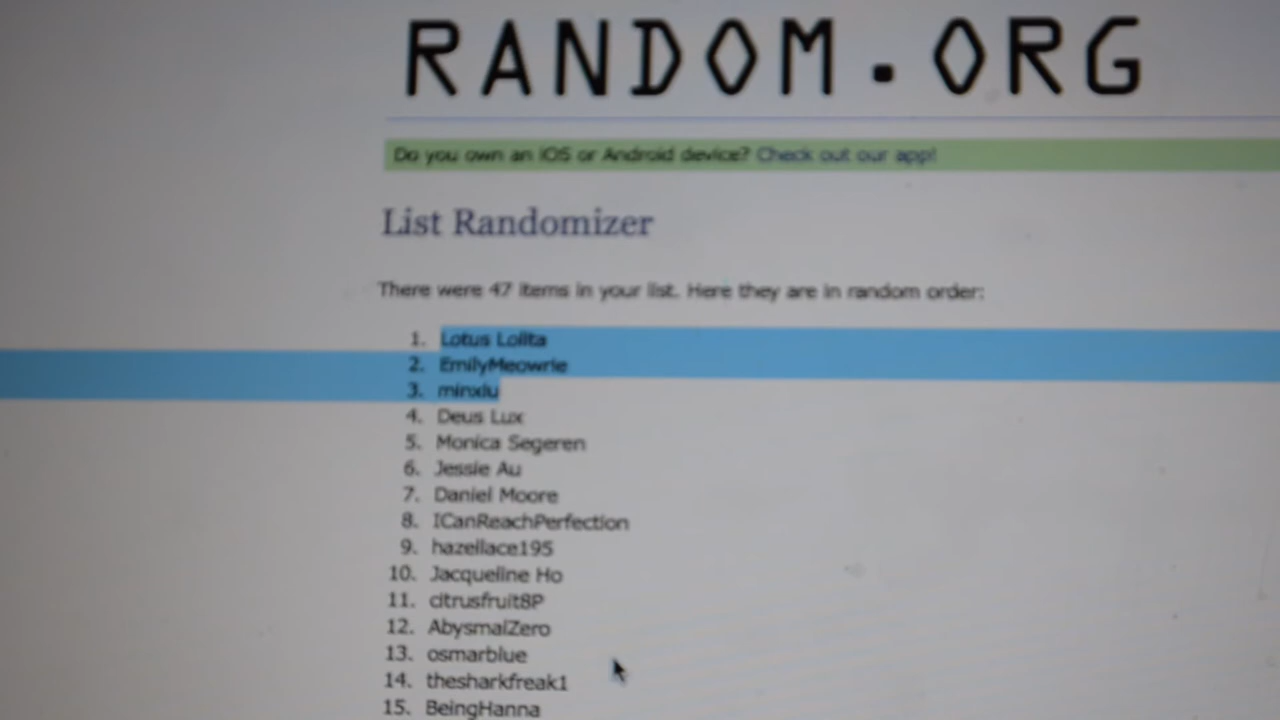 RANDOM.ORG
Do you own an iOS or Android device? Check out our app!
List Randomizer
There were 47 items in your list. Here they are in random order:
1. Lotus Lolita
2. EmilyMeowrie
3. minxiu
4. Deus Lux
5. Monica Segeren
6. Jessie Au
7. Daniel Moore
8. ICanReachPerfection
9. hazellace195
10. Jacqueline Ho
11. citrusfruit8P
12. AbysmalZero
13. osmarblue
14. thesharkfreak1
15. BeingHanna